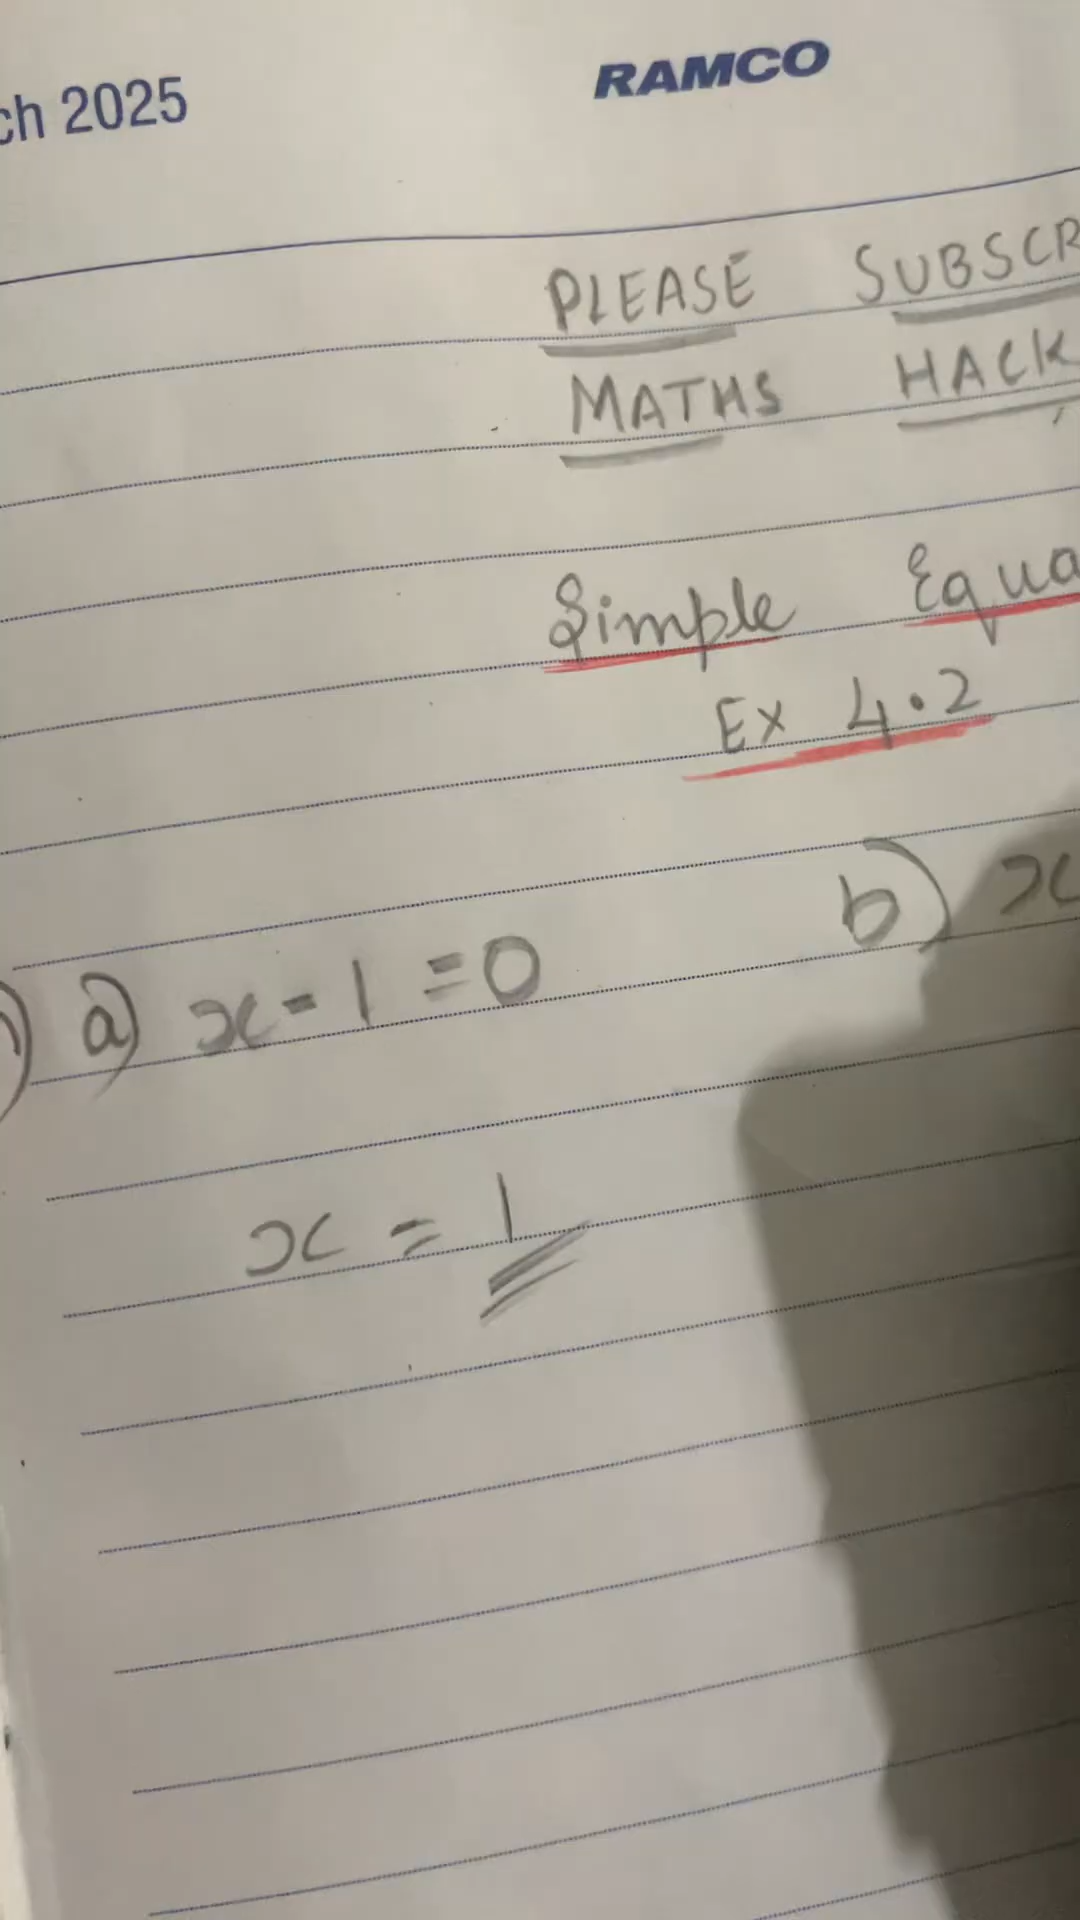 ch 2025 RAMCO
PLEASE SUBSCR
MATHS HACK
Simple Equa
Ex 4.2
a) x - 1 = 0 b) x
x = 1